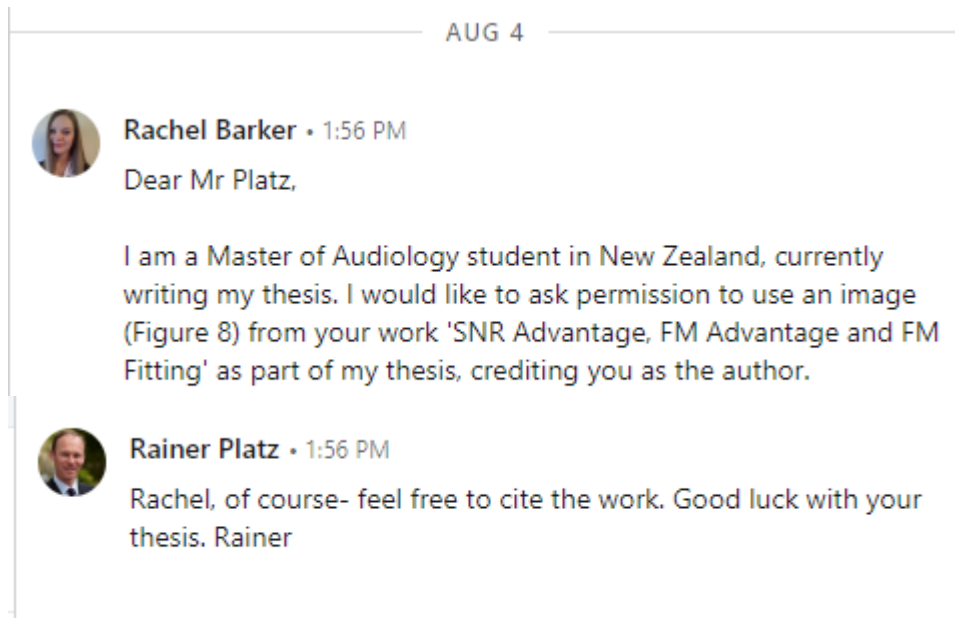 AUG 4
Rachel Barker • 1:56 PM
Dear Mr Platz,
I am a Master of Audiology student in New Zealand, currently
writing my thesis. I would like to ask permission to use an image
(Figure 8) from your work 'SNR Advantage, FM Advantage and FM
Fitting' as part of my thesis, crediting you as the author.
Rainer Platz • 1:56 PM
Rachel, of course- feel free to cite the work. Good luck with your
thesis. Rainer